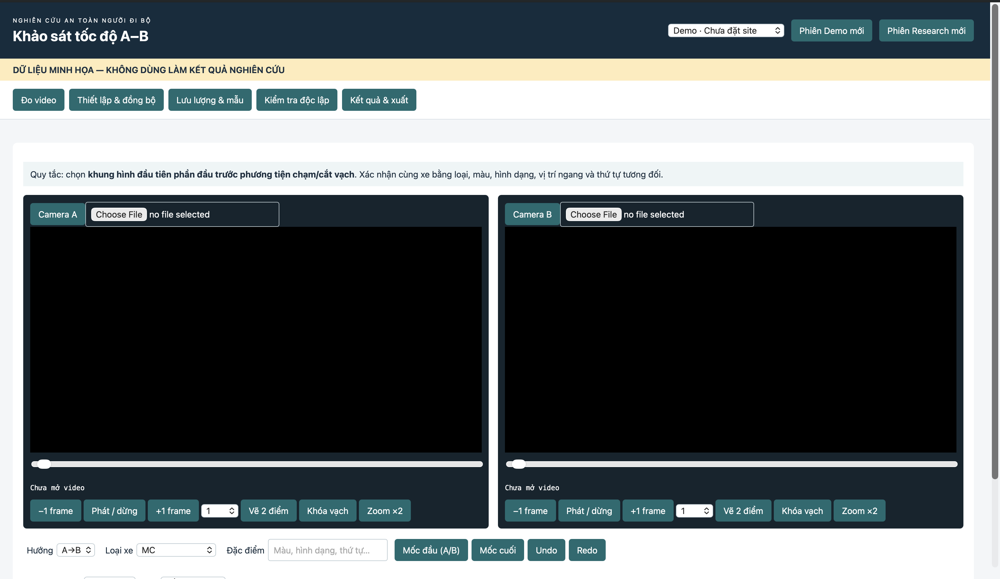 NGHIÊN CỨU AN TOÀN NGƯỜI ĐI BỘ
Khảo sát tốc độ A–B
Demo · Chưa đặt site
Phiên Demo mới
Phiên Research mới
DỮ LIỆU MINH HỌA — KHÔNG DÙNG LÀM KẾT QUẢ NGHIÊN CỨU
Đo video
Thiết lập & đồng bộ
Lưu lượng & mẫu
Kiểm tra độc lập
Kết quả & xuất
Quy tắc: chọn khung hình đầu tiên phần đầu trước phương tiện chạm/cắt vạch. Xác nhận cùng xe bằng loại, màu, hình dạng, vị trí ngang và thứ tự tương đối.
Camera A
Choose File no file selected
Chưa mở video
−1 frame
Phát / dừng
+1 frame
1
Vẽ 2 điểm
Khóa vạch
Zoom ×2
Camera B
Choose File no file selected
Chưa mở video
−1 frame
Phát / dừng
+1 frame
1
Vẽ 2 điểm
Khóa vạch
Zoom ×2
Hướng A→B
Loại xe MC
Đặc điểm Màu, hình dạng, thứ tự...
Mốc đầu (A/B)
Mốc cuối
Undo
Redo